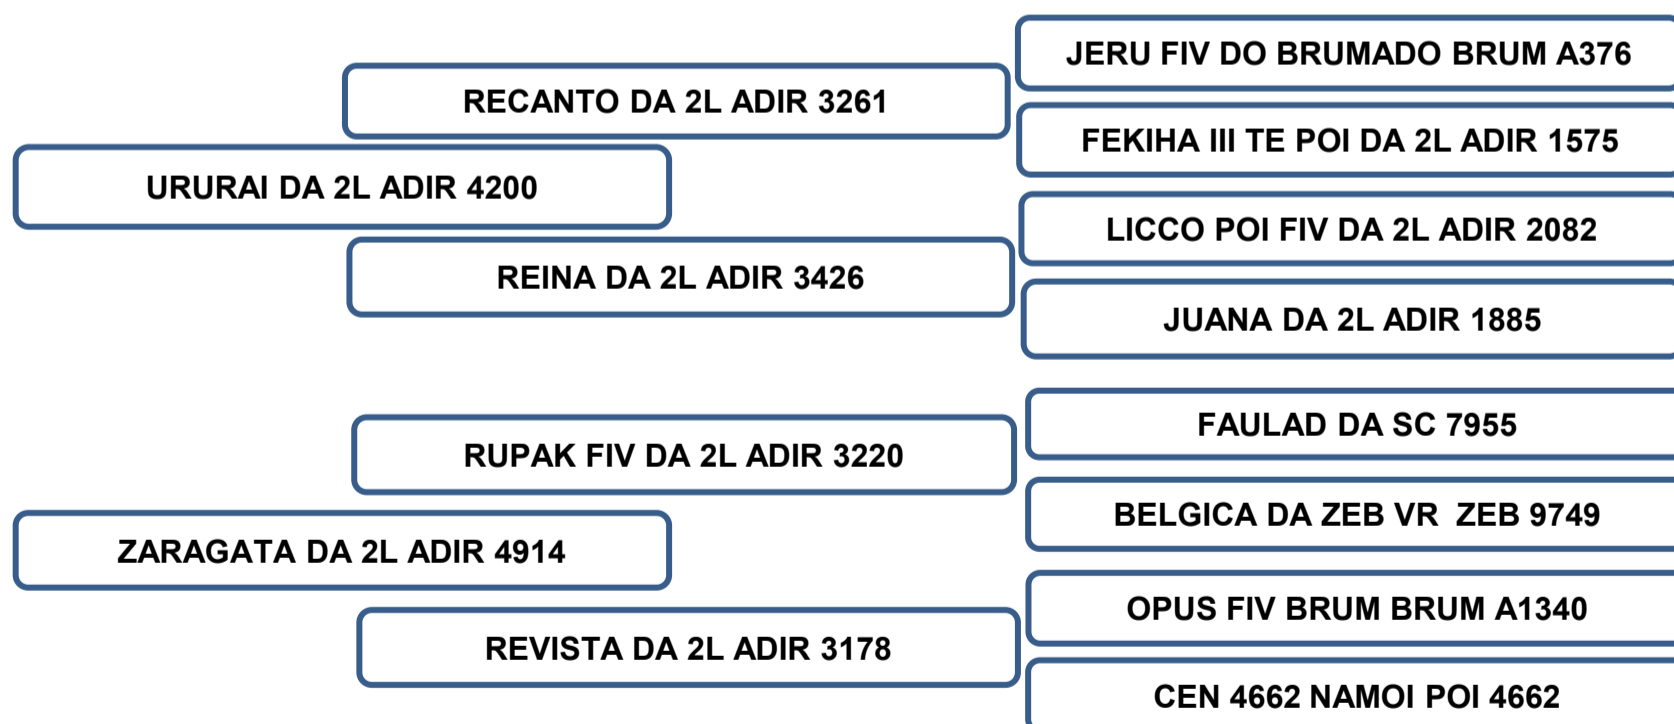 JERU FIV DO BRUMADO BRUM A376
RECANTO DA 2L ADIR 3261
FEKIHA III TE POI DA 2L ADIR 1575
URURAI DA 2L ADIR 4200
LICCO POI FIV DA 2L ADIR 2082
REINA DA 2L ADIR 3426
JUANA DA 2L ADIR 1885
FAULAD DA SC 7955
RUPAK FIV DA 2L ADIR 3220
BELGICA DA ZEB VR  ZEB 9749
ZARAGATA DA 2L ADIR 4914
OPUS FIV BRUM BRUM A1340
REVISTA DA 2L ADIR 3178
CEN 4662 NAMOI POI 4662